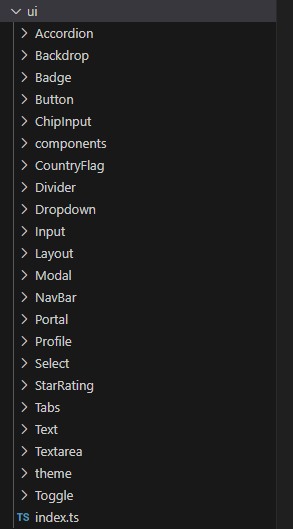 ui
Accordion
Backdrop
Badge
Button
ChipInput
components
CountryFlag
Divider
Dropdown
Input
Layout
Modal
NavBar
Portal
Profile
Select
StarRating
Tabs
Text
Textarea
theme
Toggle
TS index.ts